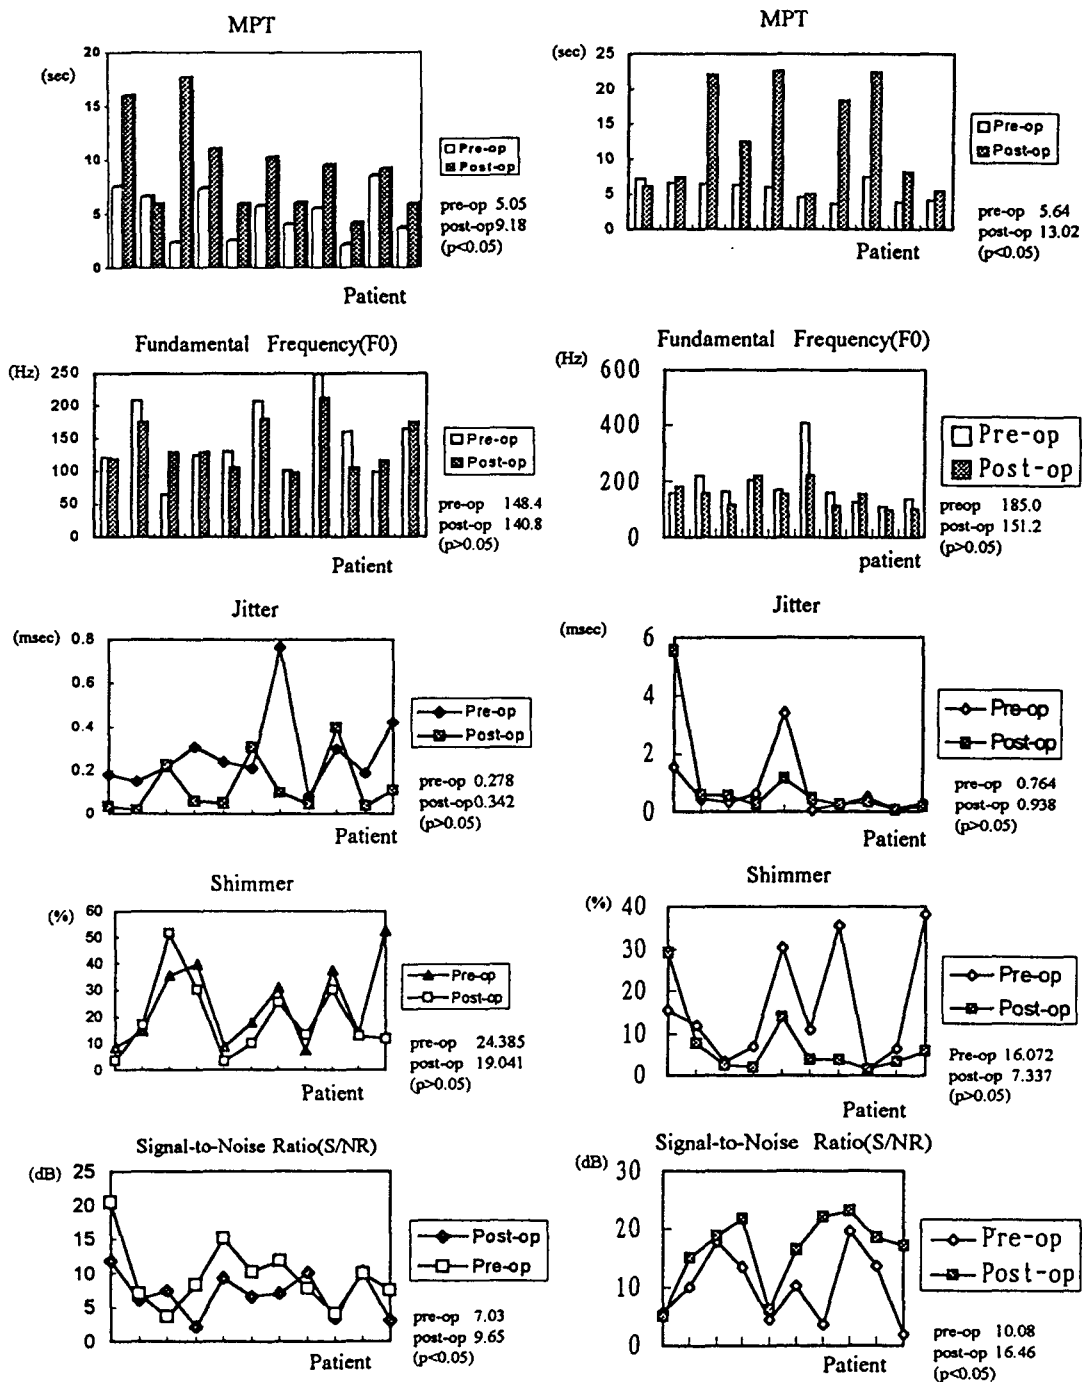 MPT
(sec)
20
15
10
5
0
Pre-op
Post-op
pre-op 5.05
post-op 9.18
(p<0.05)
Patient
MPT
(sec)
25
20
15
10
5
0
Pre-op
Post-op
pre-op 5.64
post-op 13.02
(p<0.05)
Patient
Fundamental Frequency(F0)
(Hz)
250
200
150
100
50
0
Pre-op
Post-op
pre-op 148.4
post-op 140.8
(p>0.05)
Patient
Fundamental Frequency(F0)
(Hz)
600
400
200
0
Pre-op
Post-op
preop 185.0
post-op 151.2
(p>0.05)
patient
Jitter
(msec)
0.8
0.6
0.4
0.2
0
Pre-op
Post-op
pre-op 0.278
post-op 0.342
(p>0.05)
Patient
Jitter
(msec)
6
4
2
0
Pre-op
Post-op
pre-op 0.764
post-op 0.938
(p>0.05)
Patient
Shimmer
(%)
60
50
40
30
20
10
0
Pre-op
Post-op
pre-op 24.385
post-op 19.041
(p>0.05)
Patient
Shimmer
(%)
40
30
20
10
0
Pre-op
Post-op
Pre-op 16.072
post-op 7.337
(p>0.05)
Patient
Signal-to-Noise Ratio(S/NR)
(dB)
25
20
15
10
5
0
Post-op
Pre-op
pre-op 7.03
post-op 9.65
(p<0.05)
Patient
Signal-to-Noise Ratio(S/NR)
(dB)
30
20
10
0
Pre-op
Post-op
pre-op 10.08
post-op 16.46
(p<0.05)
Patient